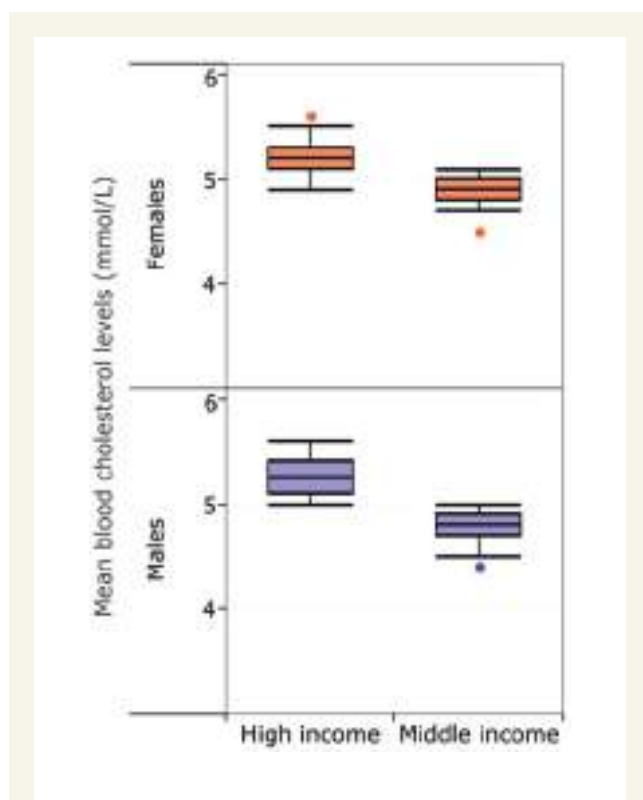 Mean blood cholesterol levels (mmol/L)
Females
6
5
4
Males
6
5
4
High income
Middle income